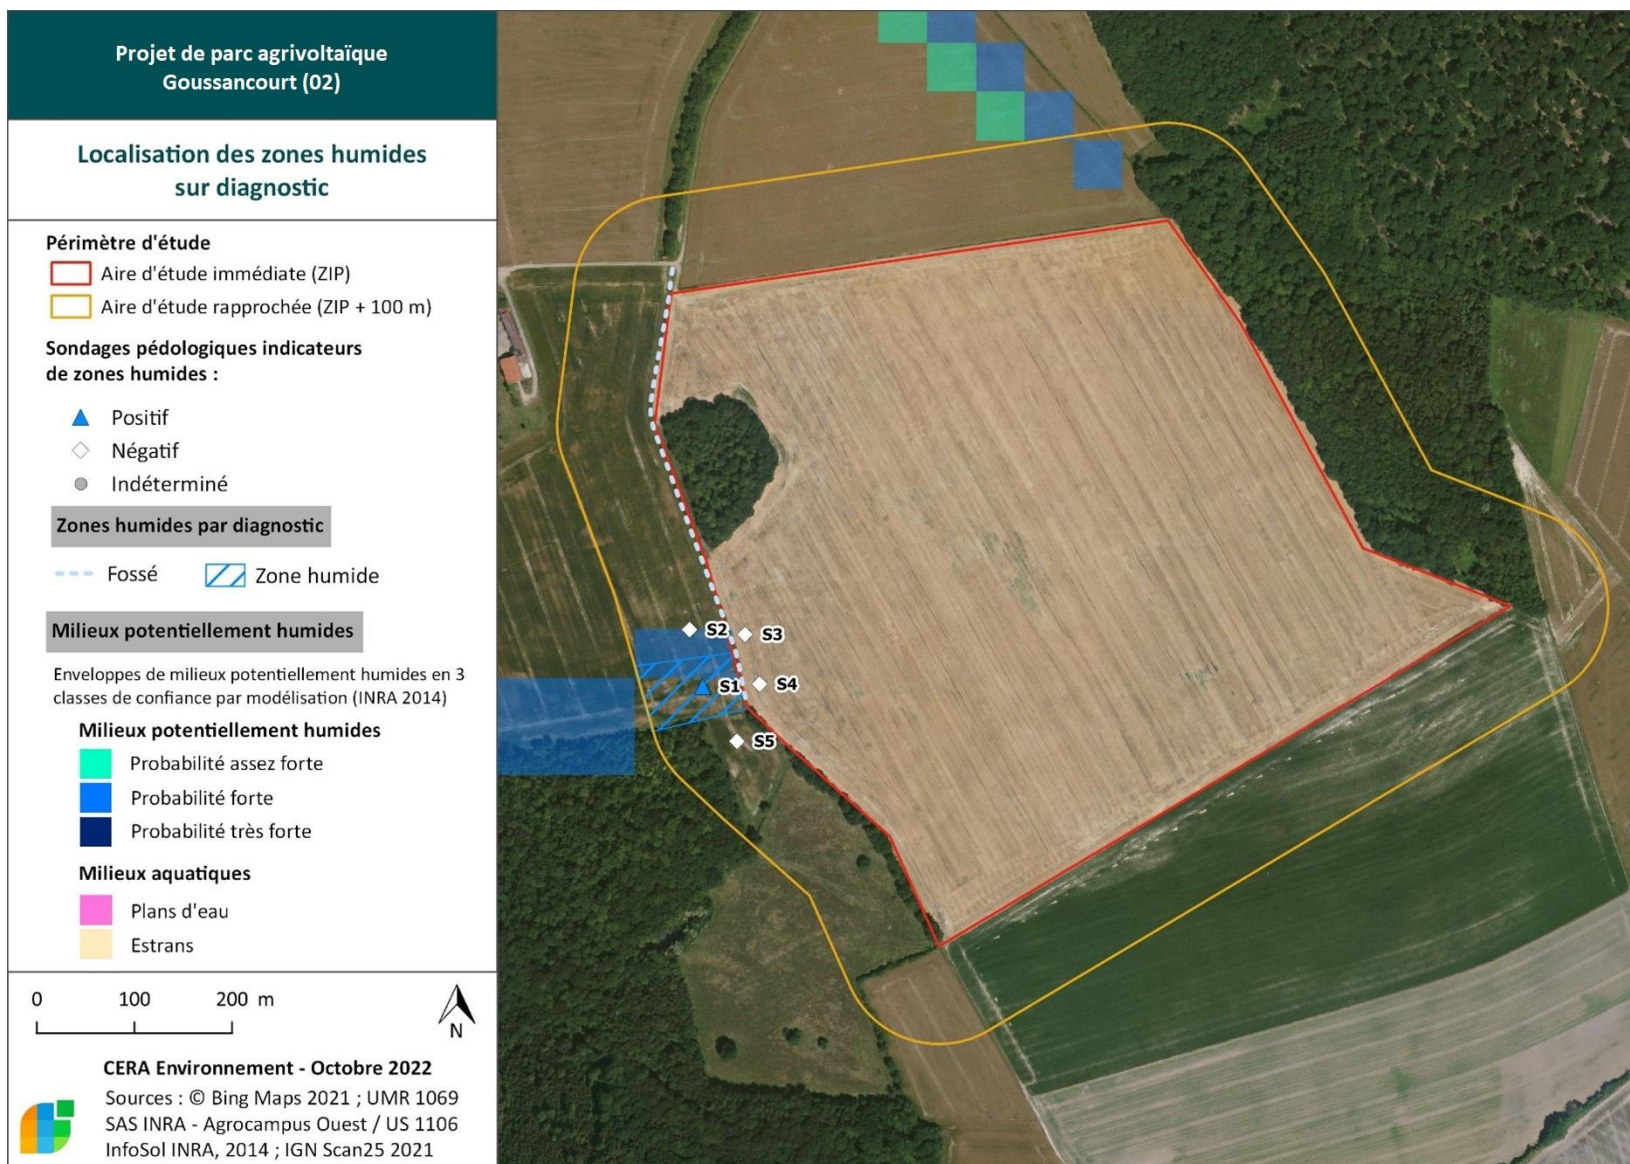 Projet de parc agrivoltaïque
Goussancourt (02)
Localisation des zones humides
sur diagnostic
Périmètre d'étude
Aire d'étude immédiate (ZIP)
Aire d'étude rapprochée (ZIP + 100 m)
Sondages pédologiques indicateurs
de zones humides :
Positif
Négatif
Indéterminé
Zones humides par diagnostic
Fossé
Zone humide
Milieux potentiellement humides
Enveloppes de milieux potentiellement humides en 3
classes de confiance par modélisation (INRA 2014)
Milieux potentiellement humides
Probabilité assez forte
Probabilité forte
Probabilité très forte
Milieux aquatiques
Plans d'eau
Estrans
0 100 200 m
N
CERA Environnement - Octobre 2022
Sources : © Bing Maps 2021 ; UMR 1069
SAS INRA - Agrocampus Ouest / US 1106
InfoSol INRA, 2014 ; IGN Scan25 2021
S2
S3
S1
S4
S5